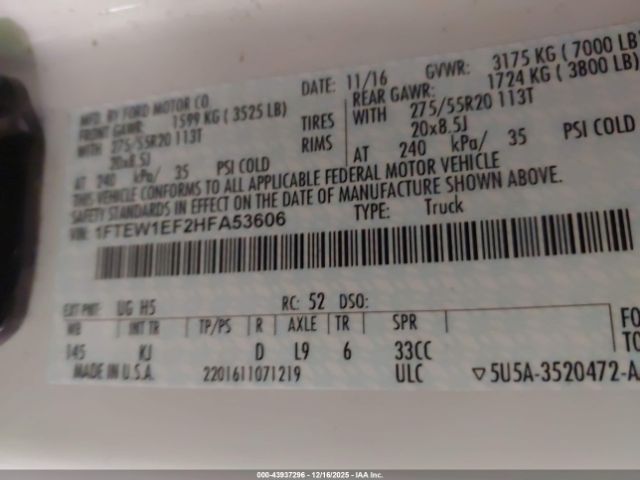 MFD. BY FORD MOTOR CO.
DATE: 11/16 GVWR: 3175 KG ( 7000 LB)
FRONT GAWR: 1599 KG ( 3525 LB)
REAR GAWR: 1724 KG ( 3800 LB)
WITH 275/55R20 113T TIRES WITH 275/55R20 113T
20x8.5J RIMS 20x8.5J
AT 240 kPa/ 35 PSI COLD AT 240 kPa/ 35 PSI COLD
THIS VEHICLE CONFORMS TO ALL APPLICABLE FEDERAL MOTOR VEHICLE
SAFETY STANDARDS IN EFFECT ON THE DATE OF MANUFACTURE SHOWN ABOVE.
VIN: 1FTEW1EF2HFA53606 TYPE: Truck
EXT PNT: UG H5 RC: 52 DSO:
WB INT TR TP/PS R AXLE TR SPR
145 KJ D L9 6 33CC
MADE IN U.S.A. 2201611071219 ULC ▽5U5A-3520472-A
000-43937296 - 12/16/2025 - IAA Inc.